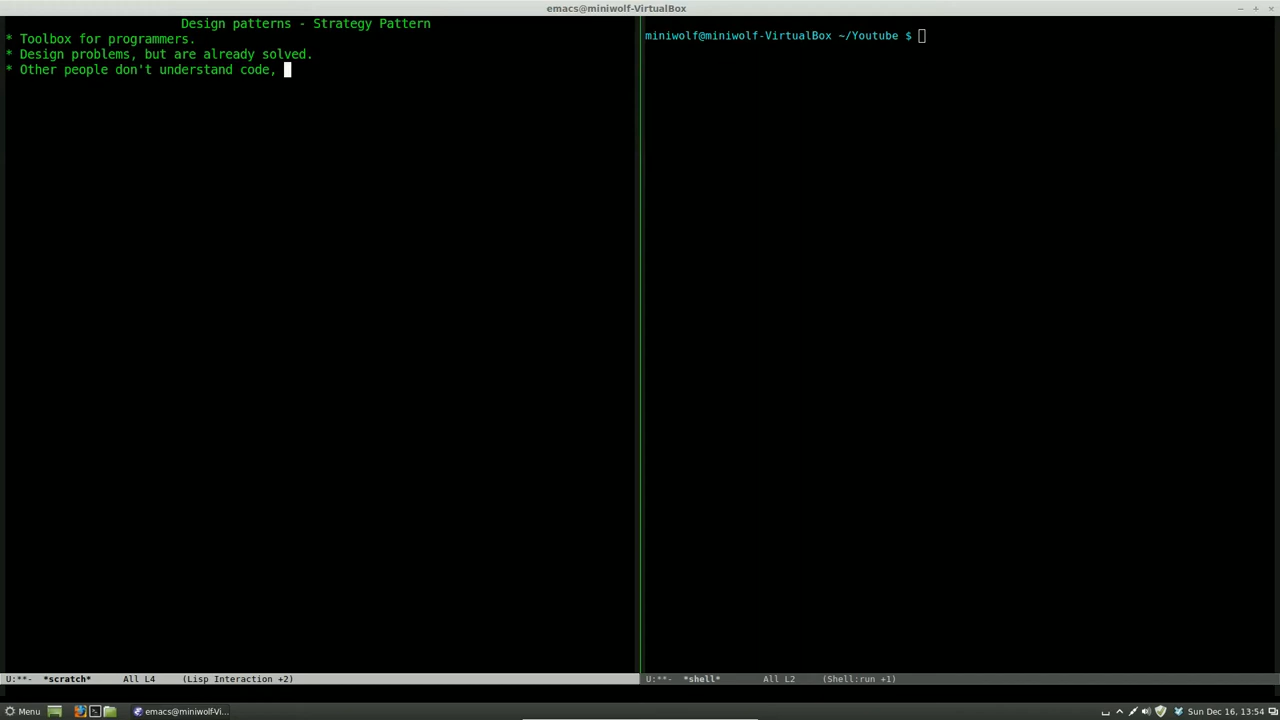 emacs@miniwolf-VirtualBox
Design patterns - Strategy Pattern
* Toolbox for programmers.
* Design problems, but are already solved.
* Other people don't understand code,
miniwolf@miniwolf-VirtualBox ~/Youtube $
U:**- *scratch* All L4 (Lisp Interaction +2)
U:**- *shell* All L2 (Shell:run +1)
Menu
emacs@miniwolf-Vi...
Sun Dec 16, 13:54